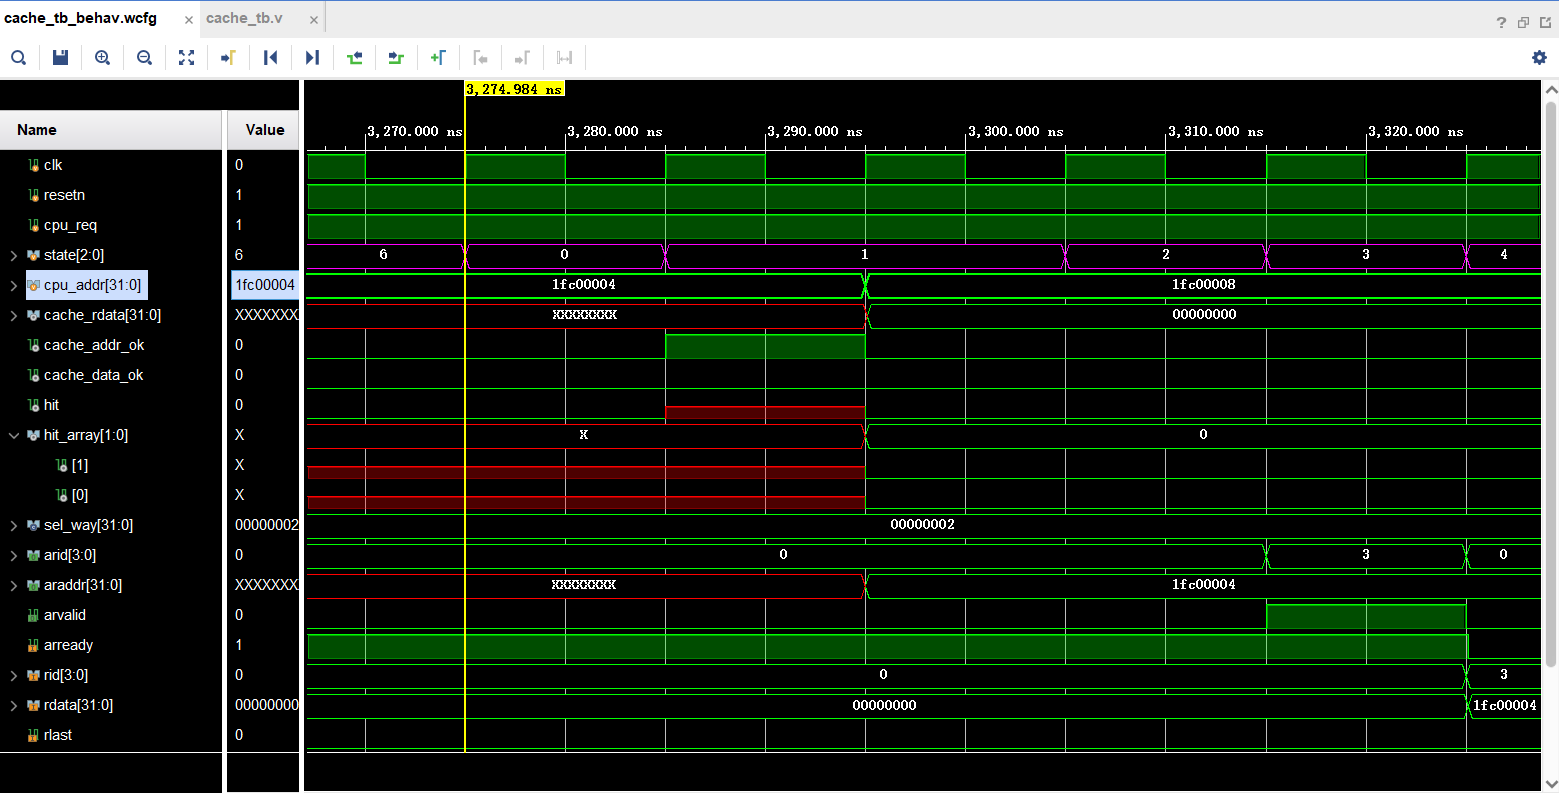 cache_tb_behav.wcfg × cache_tb.v ×
?
3,274.984 ns
Name Value
3,270.000 ns 3,280.000 ns 3,290.000 ns 3,300.000 ns 3,310.000 ns 3,320.000 ns
clk 0
resetn 1
cpu_req 1
state[2:0] 6 6 0 1 2 3 4
cpu_addr[31:0] 1fc00004 1fc00004 1fc00008
cache_rdata[31:0] XXXXXXX XXXXXXXX 00000000
cache_addr_ok 0
cache_data_ok 0
hit 0
hit_array[1:0] X X 0
[1] X
[0] X
sel_way[31:0] 00000002 00000002
arid[3:0] 0 0 3 0
araddr[31:0] XXXXXXX XXXXXXXX 1fc00004
arvalid 0
arready 1
rid[3:0] 0 0 3
rdata[31:0] 00000000 00000000 1fc00004
rlast 0